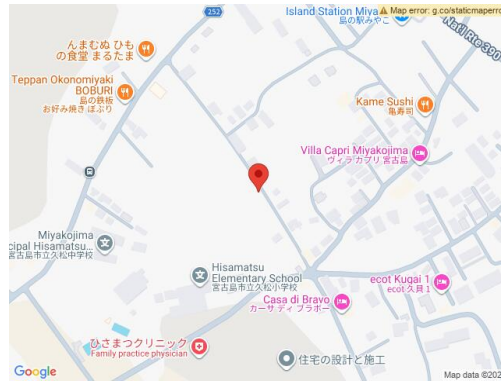 252
Island Station Miya
島の駅みやこ
⚠ Map error: g.co/staticmaperro
Nat'l Rte 390
んまむぬ ひも
の食堂 まるたま
Teppan Okonomiyaki
BOBURI
島の鉄板
お好み焼き ぼぶり
Kame Sushi
亀寿司
Villa Capri Miyakojima
ヴィラカプリ 宮古島
Miyakojima
cipal Hisamatsu...
宮古島市立久松中学校
Hisamatsu
Elementary School
宮古島市立久松小学校
ecot Kugai 1
ecot 久貝 1
Casa di Bravo
カーサ ディ ブラボー
ひさまつクリニック
Family practice physician
住宅の設計と施工
Google
Map data ©202